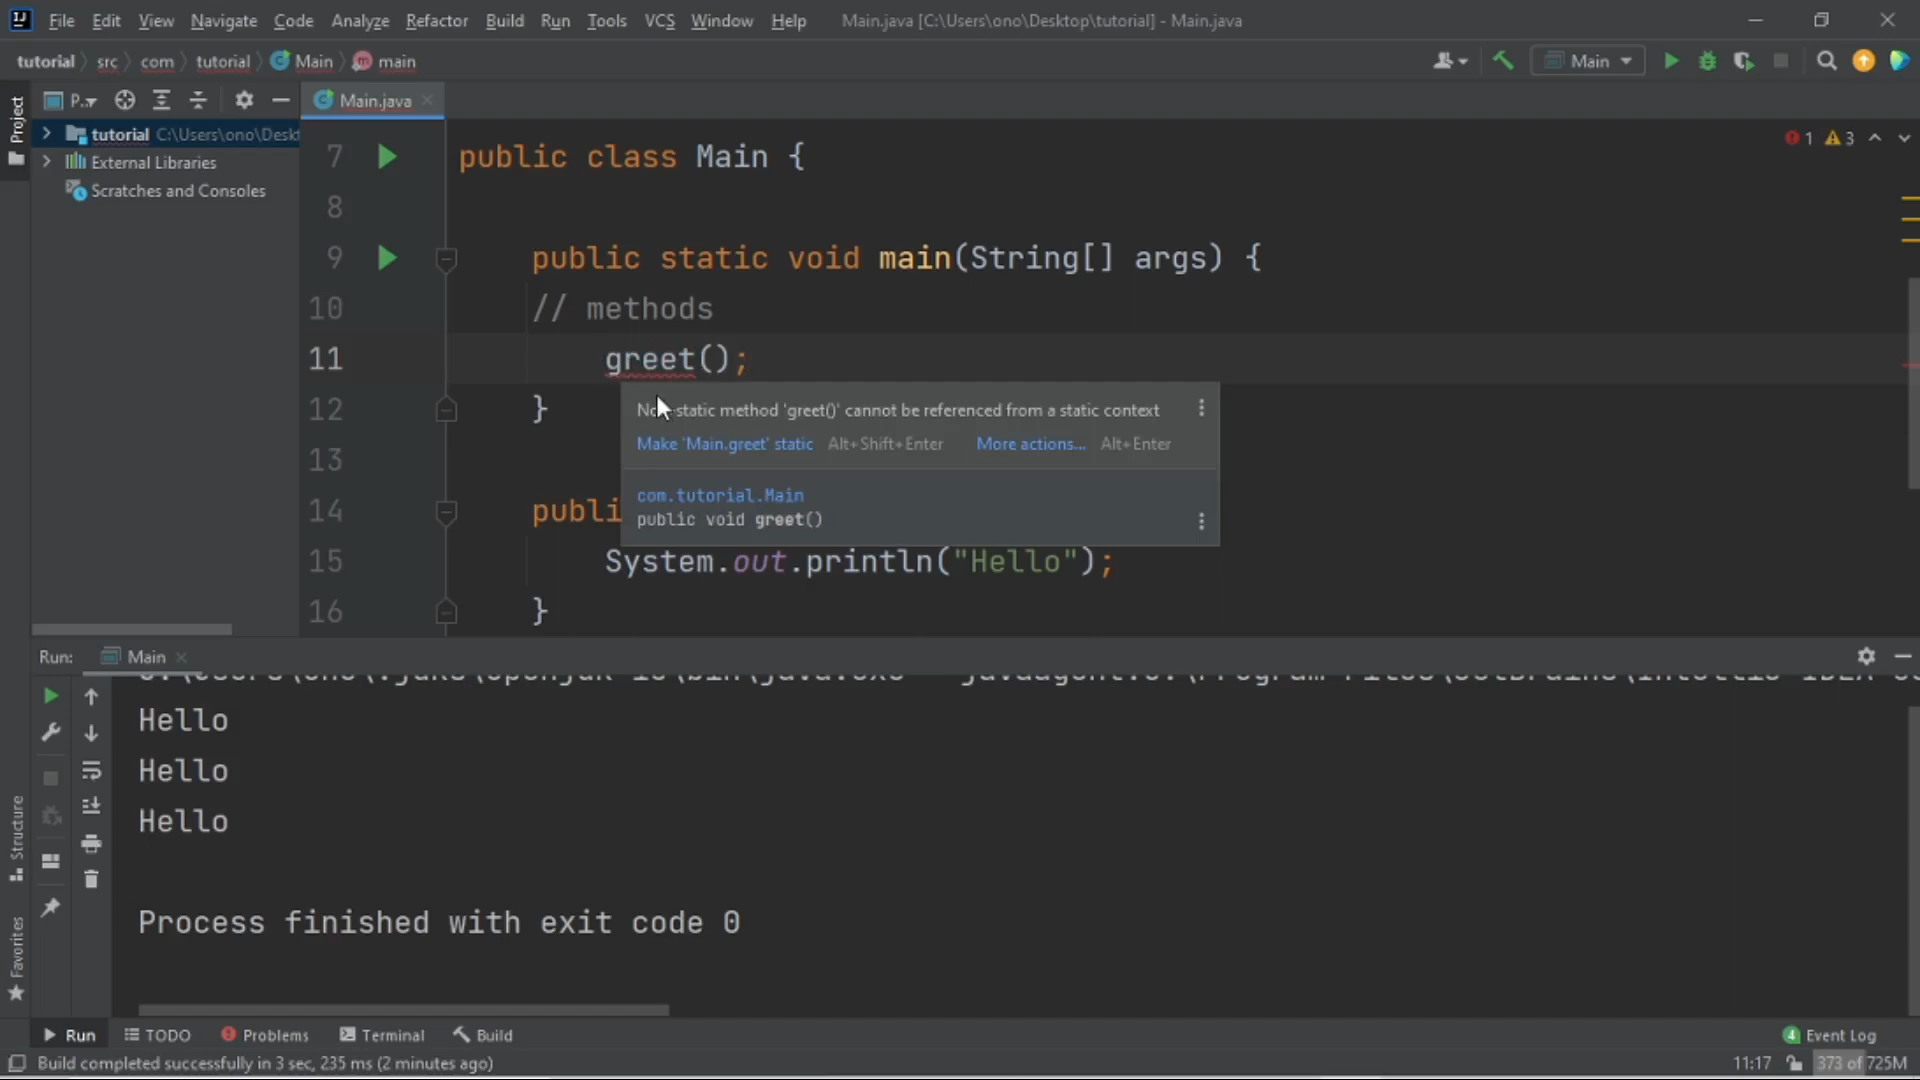 File Edit View Navigate Code Analyze Refactor Build Run Tools VCS Window Help Main.java [C:\Users\ono\Desktop\tutorial] - Main.java
tutorial src com tutorial Main main
Main
Project
P...
Main.java
tutorial C:\Users\ono\Deskt
External Libraries
Scratches and Consoles
1 3
7 public class Main {
8
9 public static void main(String[] args) {
10 // methods
11 greet();
12 }
13
14 publi
15 System.out.println("Hello");
16 }
static method 'greet()' cannot be referenced from a static context
Make 'Main.greet' static Alt+Shift+Enter More actions... Alt+Enter
com.tutorial.Main
public void greet()
Run: Main
Hello
Hello
Hello
Process finished with exit code 0
Structure
Favorites
Run TODO Problems Terminal Build
4 Event Log
Build completed successfully in 3 sec, 235 ms (2 minutes ago)
11:17 373 of 725M